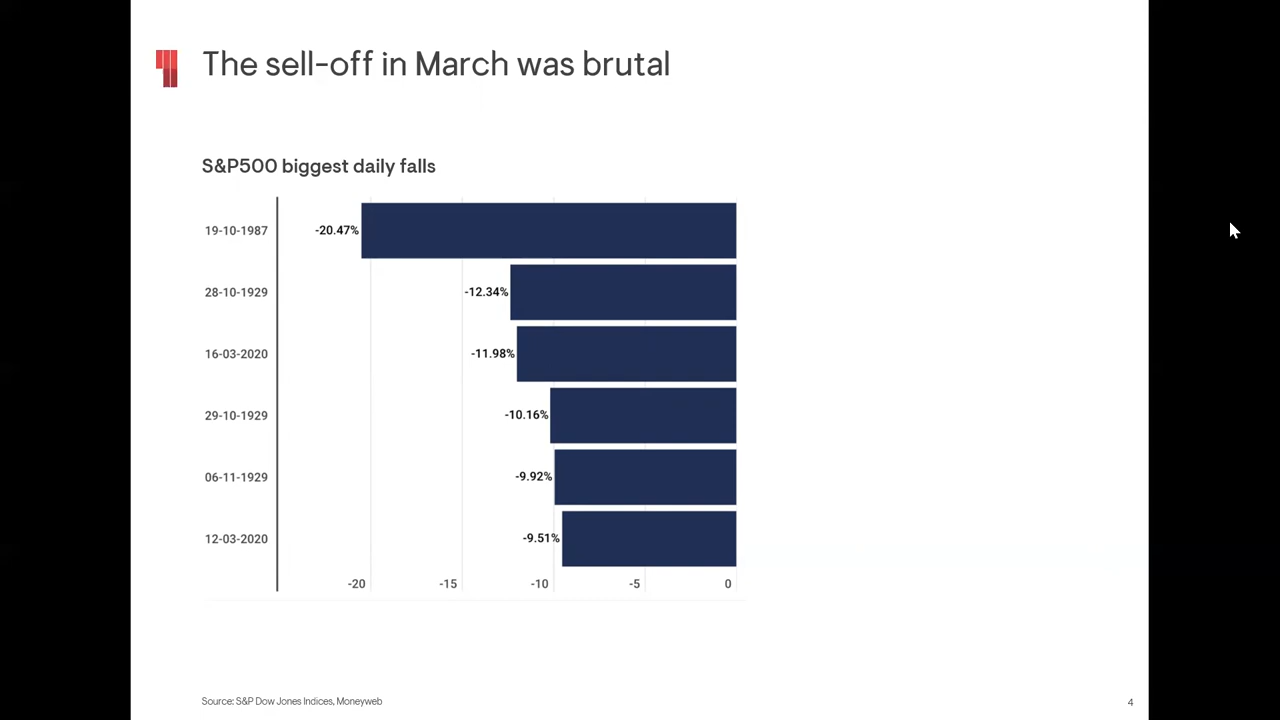 The sell-off in March was brutal
S&P500 biggest daily falls
19-10-1987 -20.47%
28-10-1929 -12.34%
16-03-2020 -11.98%
29-10-1929 -10.16%
06-11-1929 -9.92%
12-03-2020 -9.51%
-20 -15 -10 -5 0
Source: S&P Dow Jones Indices, Moneyweb 4